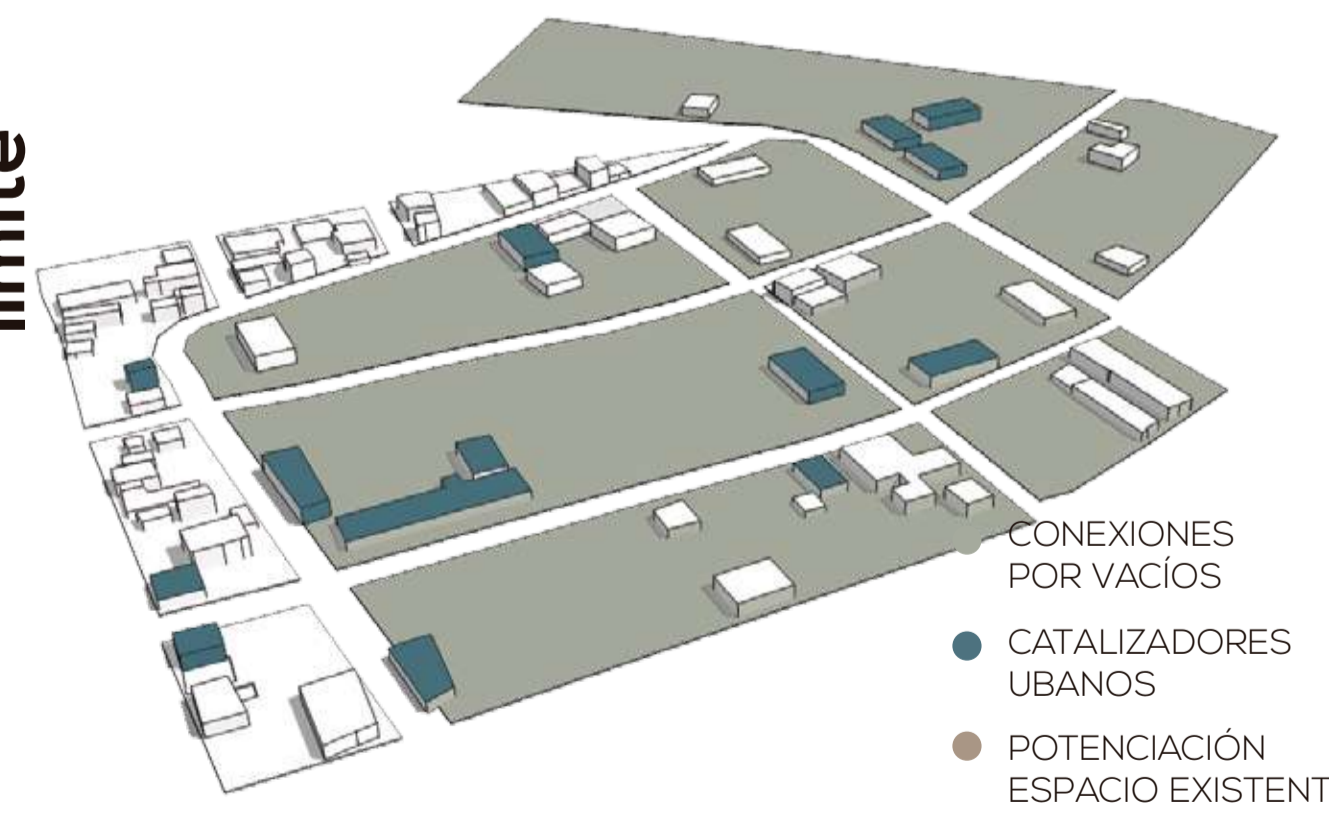 CONEXIONES
POR VACÍOS
CATALIZADORES
UBANOS
POTENCIACIÓN
ESPACIO EXISTENT